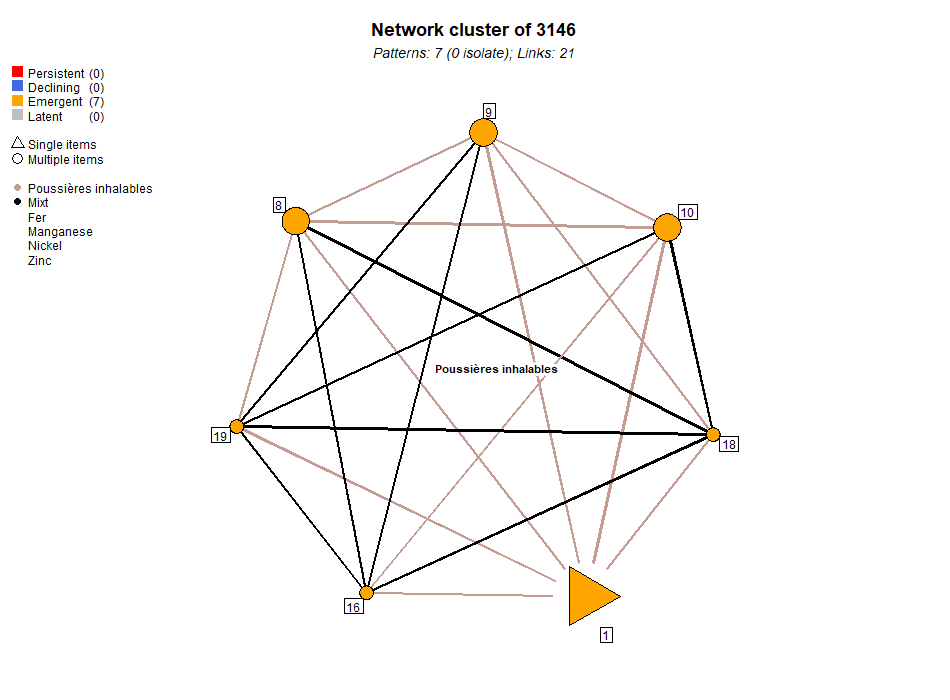 Network cluster of 3146
Patterns: 7 (0 isolate); Links: 21
Persistent (0)
Declining (0)
Emergent (7)
Latent (0)
Single items
Multiple items
Poussières inhalables
Mixt
Fer
Manganese
Nickel
Zinc
9
8
10
Poussières inhalables
19
18
16
1